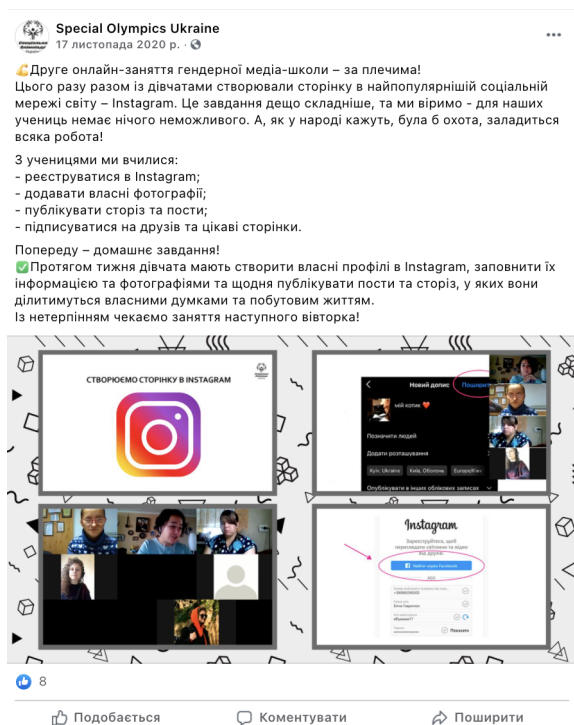 Special Olympics Ukraine
17 листопада 2020 р. ·
💪Друге онлайн-заняття гендерної медіа-школи – за плечима!
Цього разу разом із дівчатами створювали сторінку в найпопулярнішій соціальній
мережі світу – Instagram. Це завдання дещо складніше, та ми віримо - для наших
учениць немає нічого неможливого. А, як у народі кажуть, була б охота, заладиться
всяка робота!
З ученицями ми вчилися:
- реєструватися в Instagram;
- додавати власні фотографії;
- публікувати сторіз та пости;
- підписуватися на друзів та цікаві сторінки.
Попереду – домашнє завдання!
✅Протягом тижня дівчата мають створити власні профілі в Instagram, заповнити їх
інформацією та фотографіями та щодня публікувати пости та сторіз, у яких вони
ділитимуться власними думками та побутовим життям.
Із нетерпінням чекаємо заняття наступного вівторка!
СТВОРЮЄМО СТОРІНКУ В INSTAGRAM
Новий допис Поширити
мій котик ❤️
Позначити людей
Додати розташування
Kyiv, Ukraine Київ, Оболонь
Опублікувати в інших облікових записах
Instagram
Зареєструйтеся, щоб
переглядати світлини та відео
від друзів.
Увійти через Facebook
АБО
Показати
8
Подобається Коментувати Поширити